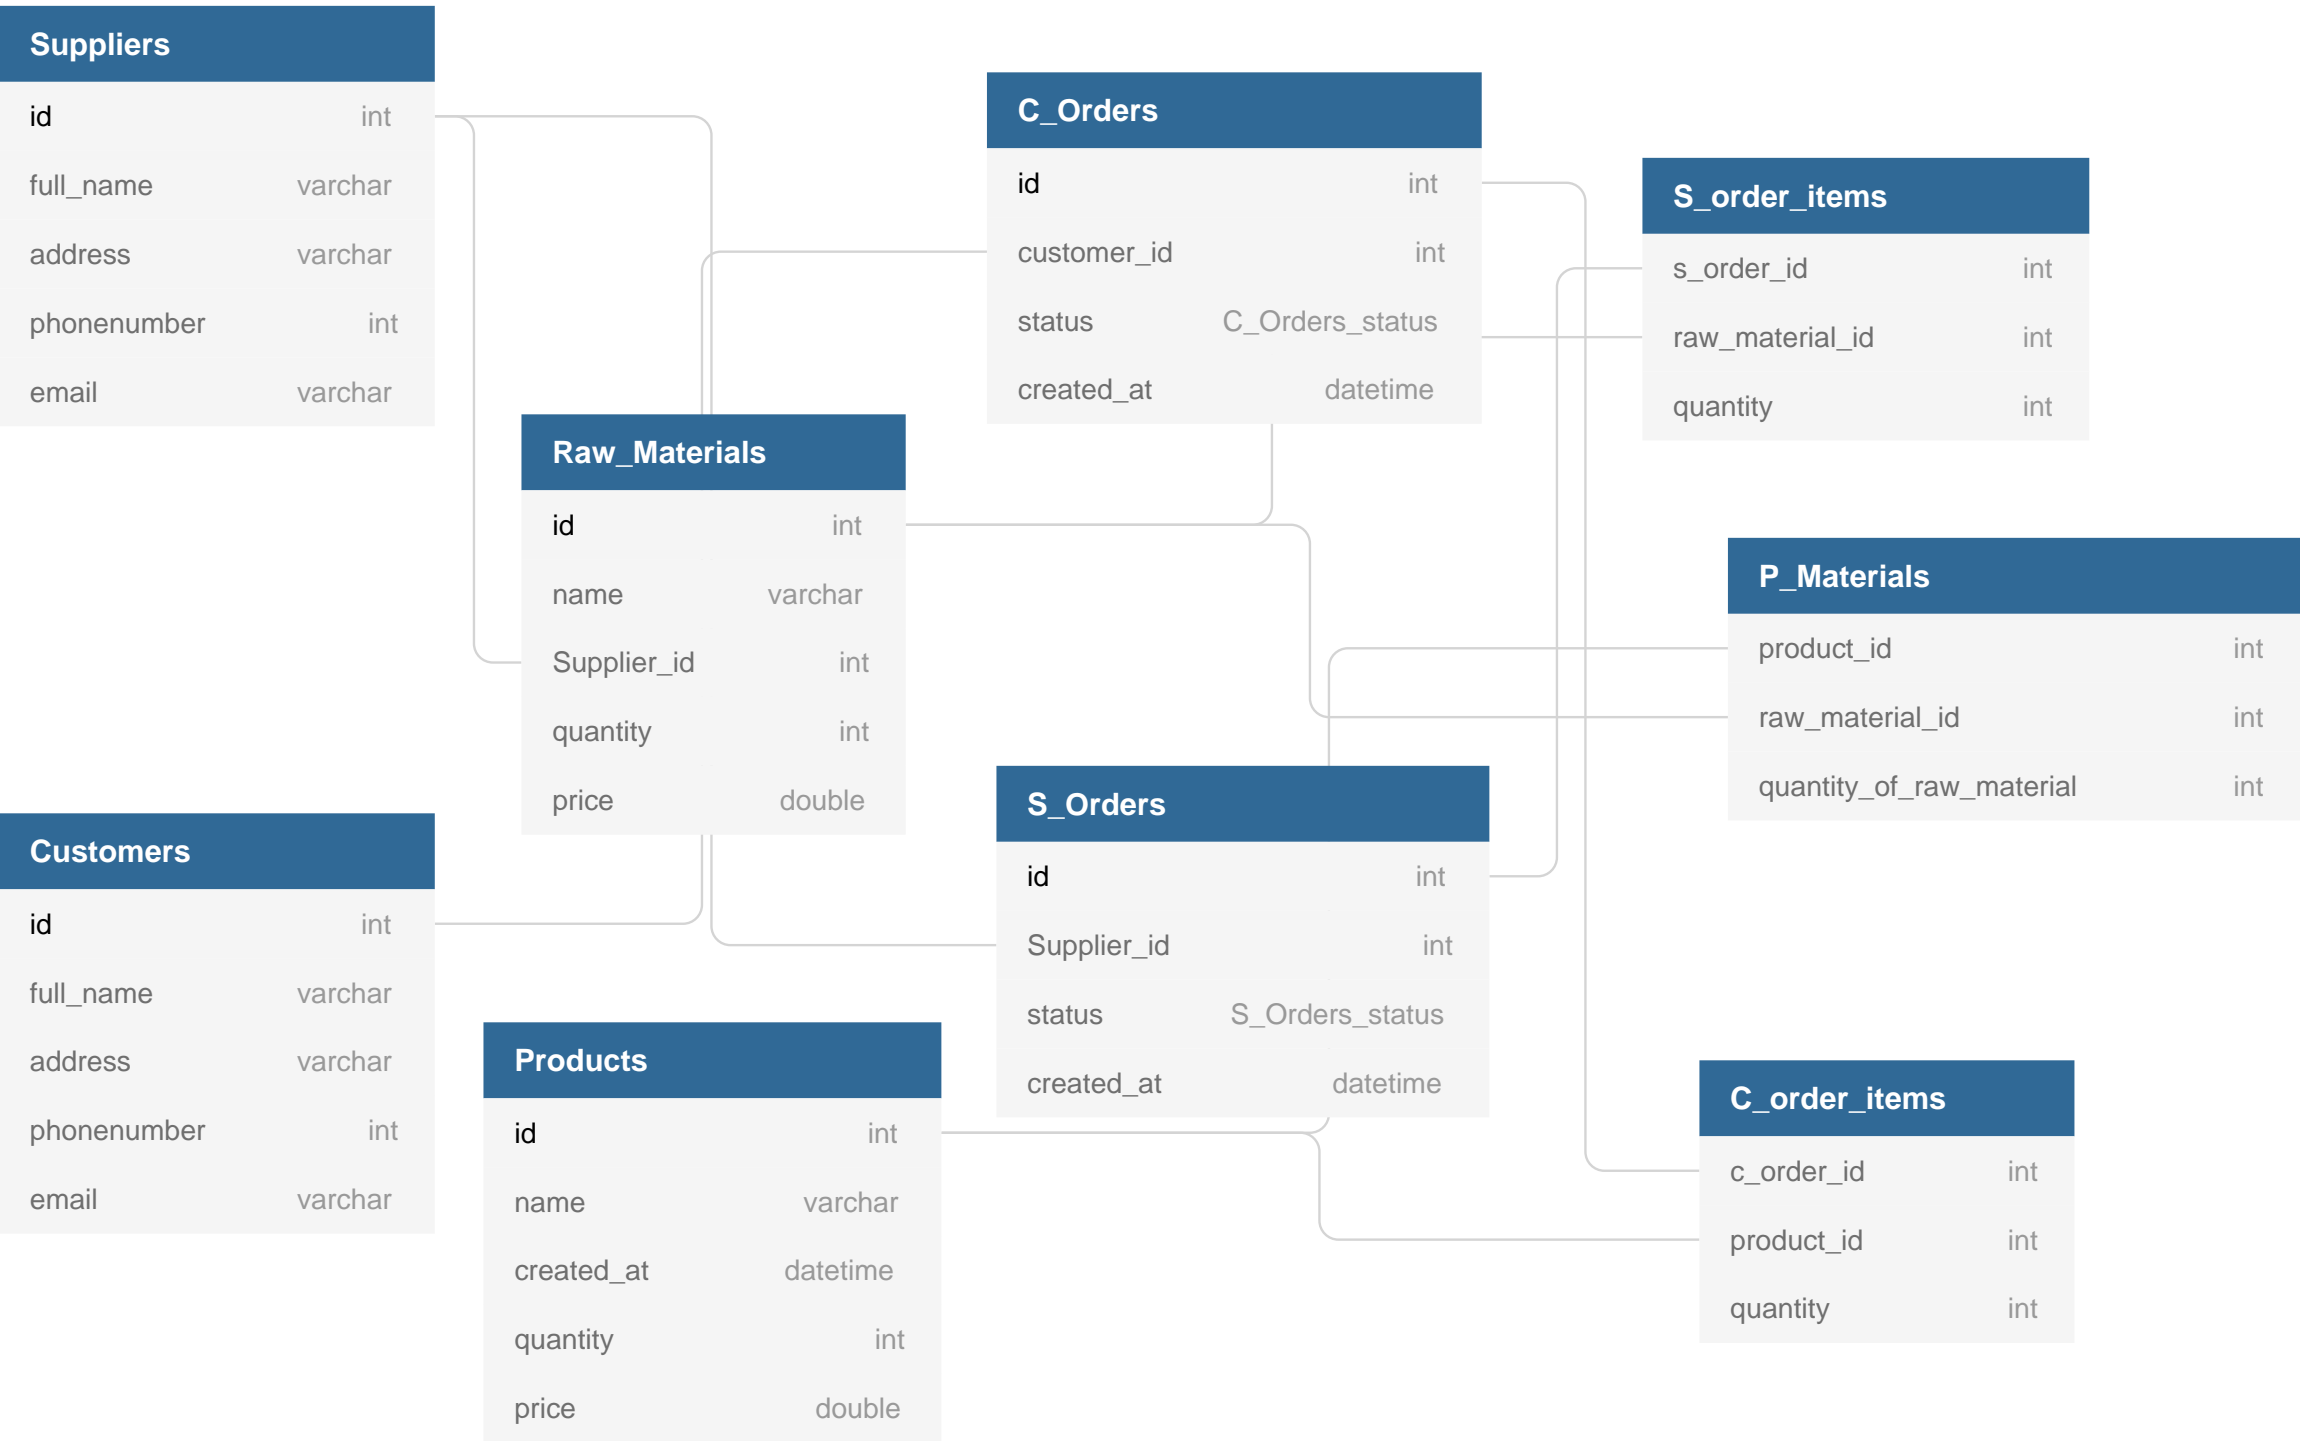 Suppliers
id int
full_name varchar
address varchar
phonenumber int
email varchar
C_Orders
id int
customer_id int
status C_Orders_status
created_at datetime
S_order_items
s_order_id int
raw_material_id int
quantity int
Raw_Materials
id int
name varchar
Supplier_id int
quantity int
price double
P_Materials
product_id int
raw_material_id int
quantity_of_raw_material int
Customers
id int
full_name varchar
address varchar
phonenumber int
email varchar
S_Orders
id int
Supplier_id int
status S_Orders_status
created_at datetime
Products
id int
name varchar
created_at datetime
quantity int
price double
C_order_items
c_order_id int
product_id int
quantity int